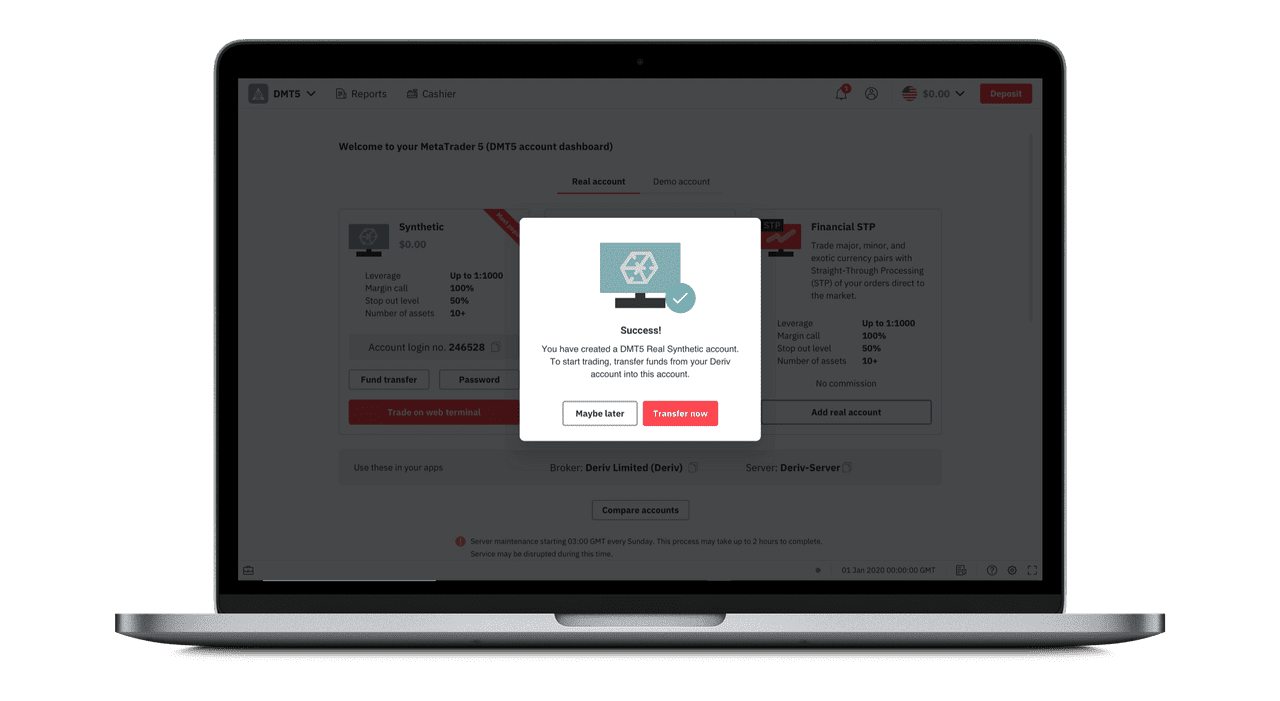 DMT5
Reports
Cashier
1
$0.00
Deposit
Welcome to your MetaTrader 5 (DMT5 account dashboard)
Real account
Demo account
Synthetic
$0.00
Leverage Up to 1:1000
Margin call 100%
Stop out level 50%
Number of assets 10+
Account login no. 246528
Fund transfer
Password
Trade on web terminal
Success!
You have created a DMT5 Real Synthetic account.
To start trading, transfer funds from your Deriv
account into this account.
Maybe later
Transfer now
STP
Financial STP
Trade major, minor, and
exotic currency pairs with
Straight-Through Processing
(STP) of your orders direct to
the market.
Leverage Up to 1:1000
Margin call 100%
Stop out level 50%
Number of assets 10+
No commission
Add real account
Use these in your apps
Broker: Deriv Limited (Deriv)
Server: Deriv-Server
Compare accounts
Server maintenance starting 03:00 GMT every Sunday. This process may take up to 2 hours to complete.
Service may be disrupted during this time.
01 Jan 2020 00:00:00 GMT